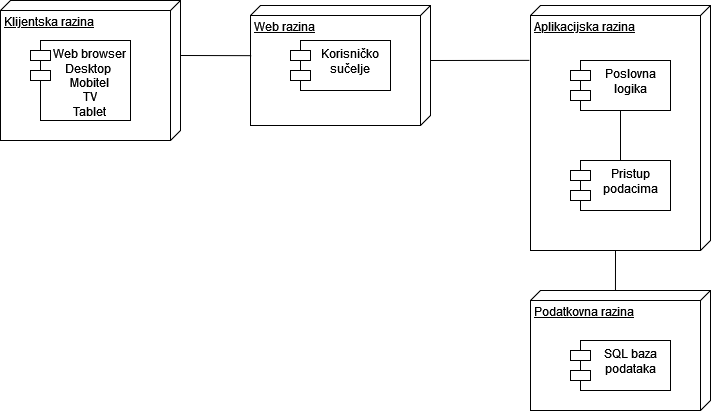 Klijentska razina
Web browser
Desktop
Mobitel
TV
Tablet
Web razina
Korisničko
sučelje
Aplikacijska razina
Poslovna
logika
Pristup
podacima
Podatkovna razina
SQL baza
podataka